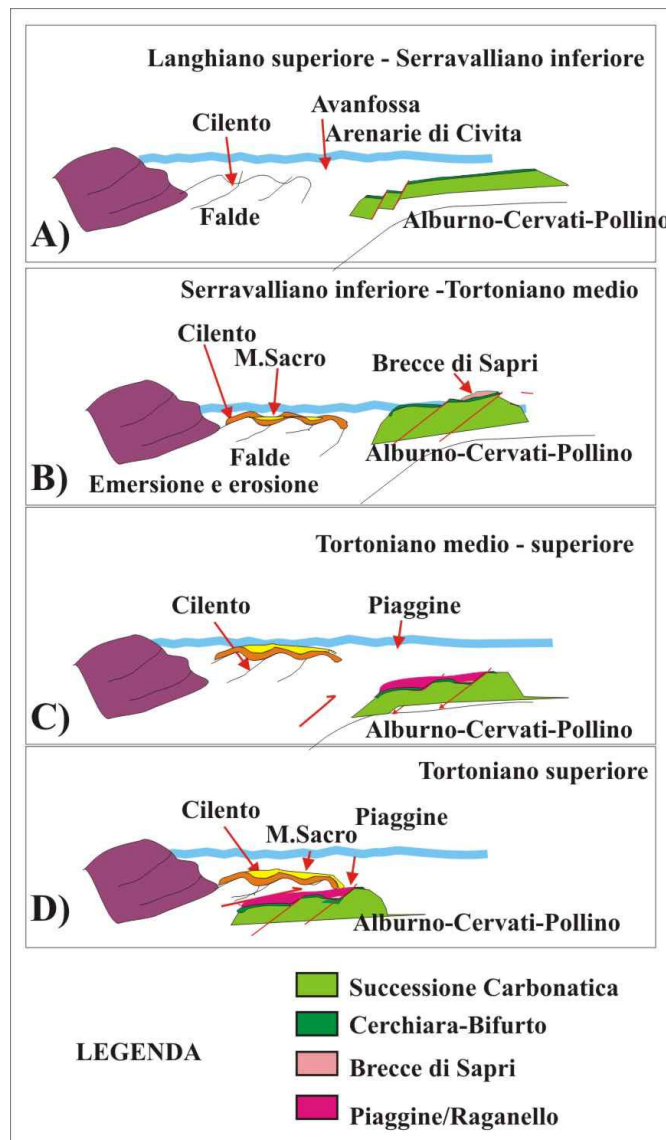 Langhiano superiore - Serravalliano inferiore
Avanfossa
Cilento
Arenarie di Civita
Falde
Alburno-Cervati-Pollino
A)
Serravalliano inferiore -Tortoniano medio
Cilento
M.Sacro
Brecce di Sapri
Falde
Alburno-Cervati-Pollino
B)
Emersione e erosione
Tortoniano medio - superiore
Cilento
Piaggine
C)
Alburno-Cervati-Pollino
Tortoniano superiore
Cilento
Piaggine
M.Sacro
D)
Alburno-Cervati-Pollino
Successione Carbonatica
Cerchiara-Bifurto
LEGENDA
Brecce di Sapri
Piaggine/Raganello